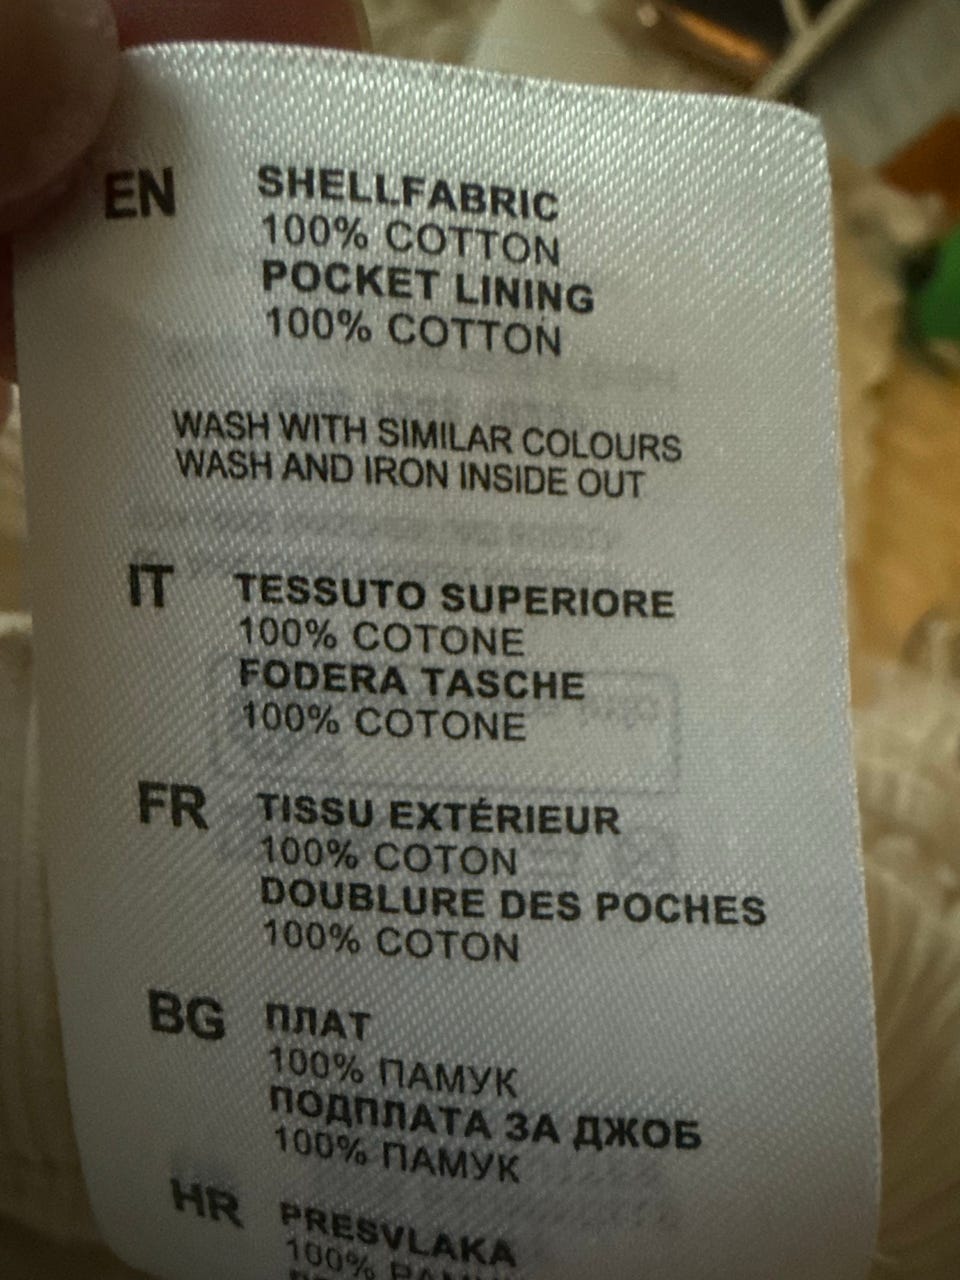 EN SHELLFABRIC
100% COTTON
POCKET LINING
100% COTTON
WASH WITH SIMILAR COLOURS
WASH AND IRON INSIDE OUT
IT TESSUTO SUPERIORE
100% COTONE
FODERA TASCHE
100% COTONE
FR TISSU EXTÉRIEUR
100% COTON
DOUBLURE DES POCHES
100% COTON
BG ПЛАТ
100% ПАМУК
ПОДПЛАТА ЗА ДЖОБ
100% ПАМУК
HR PRESVLAKA
100%